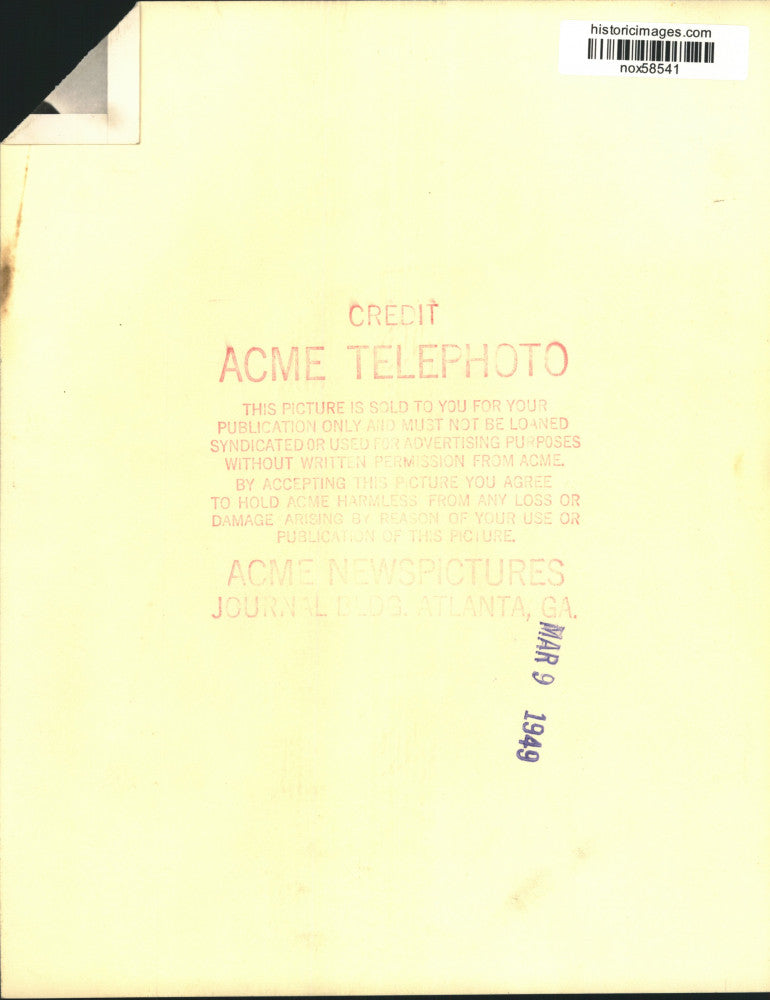 historicimages.com
nox58541
CREDIT
ACME TELEPHOTO
THIS PICTURE IS SOLD TO YOU FOR YOUR
PUBLICATION ONLY AND MUST NOT BE LOANED
SYNDICATED OR USED FOR ADVERTISING PURPOSES
WITHOUT WRITTEN PERMISSION FROM ACME.
BY ACCEPTING THIS PICTURE YOU AGREE
TO HOLD ACME HARMLESS FROM ANY LOSS OR
DAMAGE ARISING BY REASON OF YOUR USE OR
PUBLICATION OF THIS PICTURE.
ACME NEWSPICTURES
JOURNAL BLDG. ATLANTA, GA.
MAR 9 1949